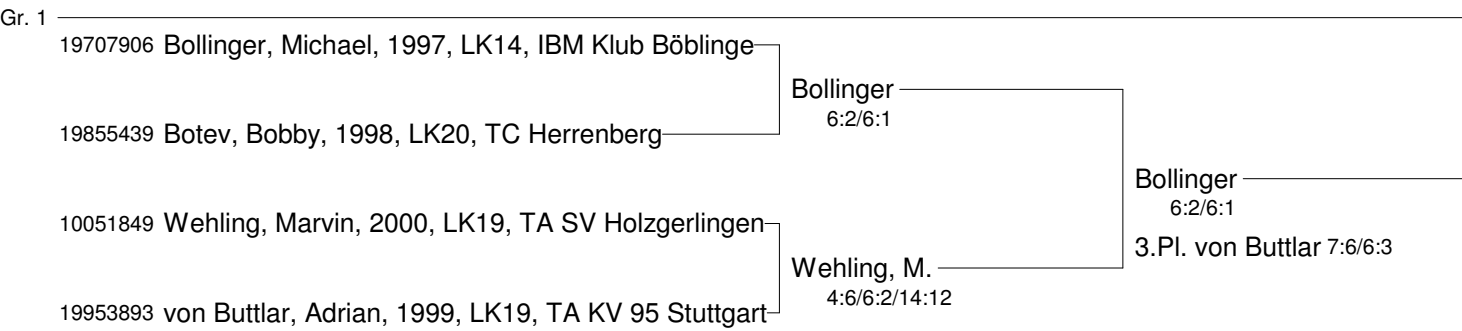 Gr. 1
19707906 Bollinger, Michael, 1997, LK14, IBM Klub Böblinge
Bollinger
6:2/6:1
19855439 Botev, Bobby, 1998, LK20, TC Herrenberg
Bollinger
6:2/6:1
10051849 Wehling, Marvin, 2000, LK19, TA SV Holzgerlingen
3.Pl. von Buttlar 7:6/6:3
Wehling, M.
4:6/6:2/14:12
19953893 von Buttlar, Adrian, 1999, LK19, TA KV 95 Stuttgart